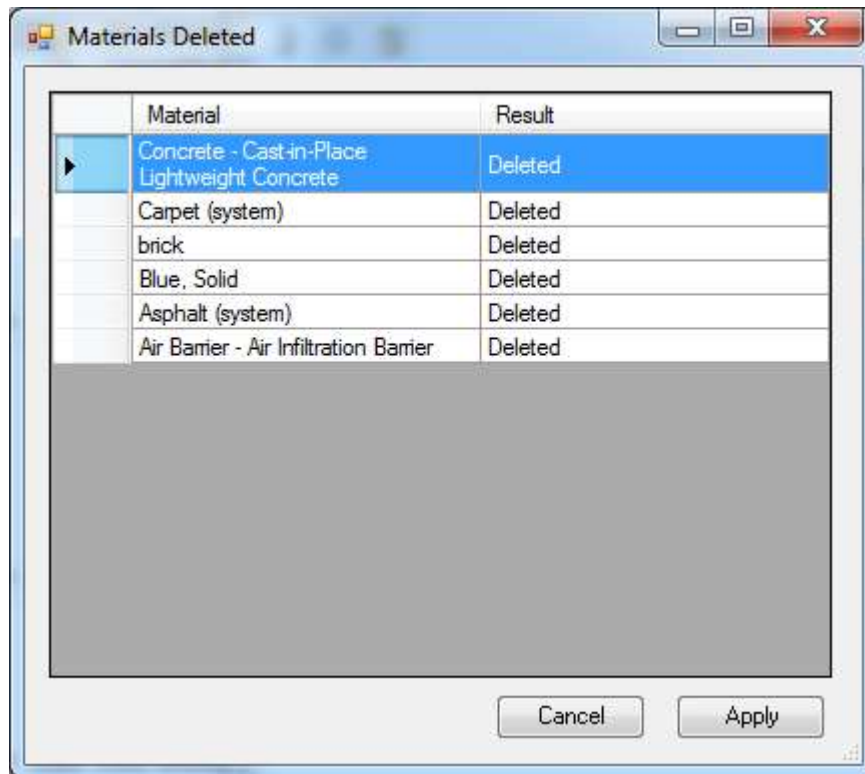 Materials Deleted
Material Result
Concrete - Cast-in-Place
Lightweight Concrete Deleted
Carpet (system) Deleted
brick Deleted
Blue, Solid Deleted
Asphalt (system) Deleted
Air Barrier - Air Infiltration Barrier Deleted
Cancel Apply